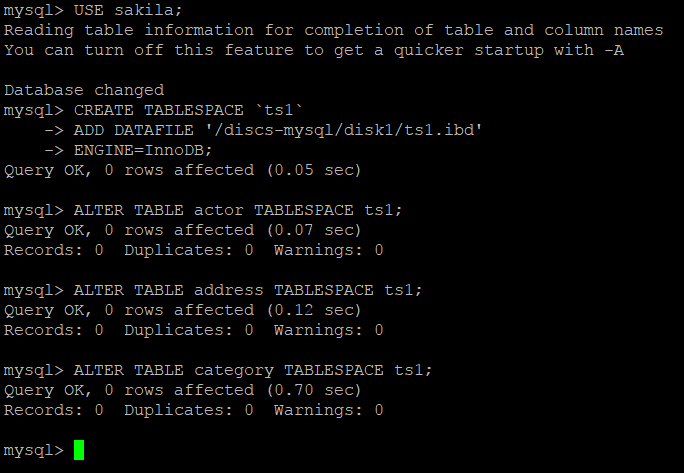 mysql> USE sakila;
Reading table information for completion of table and column names
You can turn off this feature to get a quicker startup with -A
Database changed
mysql> CREATE TABLESPACE `ts1`
    -> ADD DATAFILE '/discs-mysql/disk1/ts1.ibd'
    -> ENGINE=InnoDB;
Query OK, 0 rows affected (0.05 sec)
mysql> ALTER TABLE actor TABLESPACE ts1;
Query OK, 0 rows affected (0.07 sec)
Records: 0  Duplicates: 0  Warnings: 0
mysql> ALTER TABLE address TABLESPACE ts1;
Query OK, 0 rows affected (0.12 sec)
Records: 0  Duplicates: 0  Warnings: 0
mysql> ALTER TABLE category TABLESPACE ts1;
Query OK, 0 rows affected (0.70 sec)
Records: 0  Duplicates: 0  Warnings: 0
mysql>